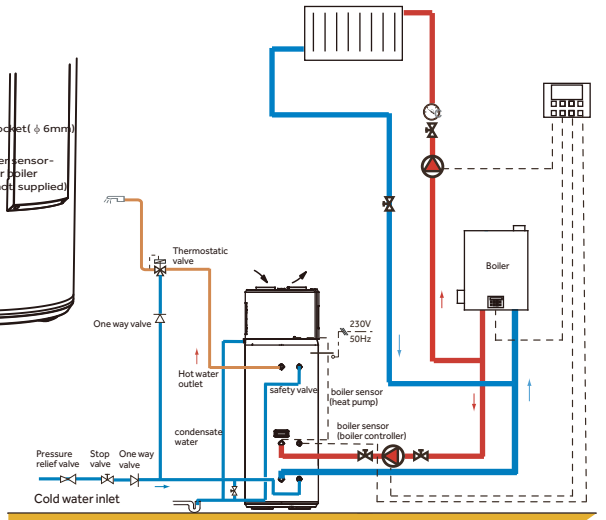 ocket( ϕ 6mm)
er sensor-
r boiler
not supplied)
Thermostatic
valve
One way valve
Hot water
outlet
safety valve
230V
50Hz
Boiler
boiler sensor
(heat pump)
boiler sensor
(boiler controller)
condensate
water
Pressure
relief valve
Stop
valve
One way
valve
Cold water inlet